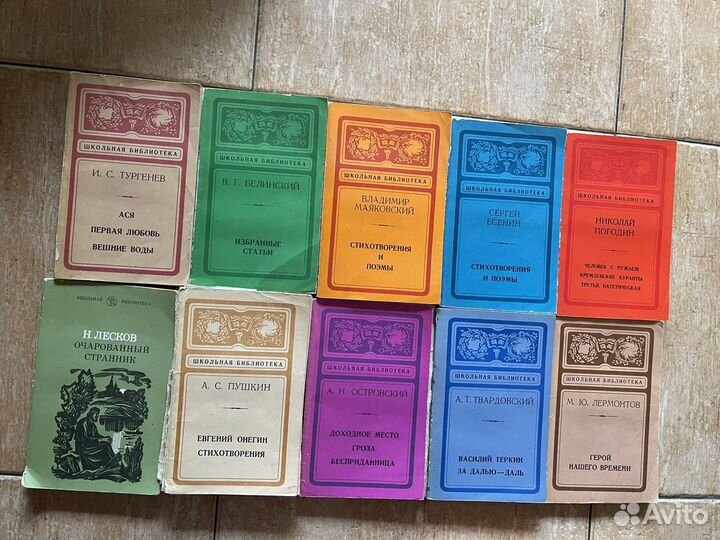 ШКОЛЬНАЯ БИБЛИОТЕКА
И. С. ТУРГЕНЕВ
АСЯ
ПЕРВАЯ ЛЮБОВЬ
ВЕШНИЕ ВОДЫ
ШКОЛЬНАЯ БИБЛИОТЕКА
В. Г. БЕЛИНСКИЙ
ИЗБРАННЫЕ
СТАТЬИ
ШКОЛЬНАЯ БИБЛИОТЕКА
ВЛАДИМИР
МАЯКОВСКИЙ
СТИХОТВОРЕНИЯ
И
ПОЭМЫ
ШКОЛЬНАЯ БИБЛИОТЕКА
СЕРГЕЙ
ЕСЕНИН
СТИХОТВОРЕНИЯ
И ПОЭМЫ
ШКОЛЬНАЯ БИБЛИОТЕКА
НИКОЛАЙ
ПОГОДИН
ЧЕЛОВЕК С РУЖЬЕМ
КРЕМЛЕВСКИЕ КУРАНТЫ
ТРЕТЬЯ, ПАТЕТИЧЕСКАЯ
ШКОЛЬНАЯ БИБЛИОТЕКА
Н. ЛЕСКОВ
ОЧАРОВАННЫЙ
СТРАННИК
ШКОЛЬНАЯ БИБЛИОТЕКА
А. С. ПУШКИН
ЕВГЕНИЙ ОНЕГИН
СТИХОТВОРЕНИЯ
ШКОЛЬНАЯ БИБЛИОТЕКА
А. Н. ОСТРОВСКИЙ
ДОХОДНОЕ МЕСТО
ГРОЗА
БЕСПРИДАННИЦА
ШКОЛЬНАЯ БИБЛИОТЕКА
А. Т. ТВАРДОВСКИЙ
ВАСИЛИЙ ТЕРКИН
ЗА ДАЛЬЮ—ДАЛЬ
ШКОЛЬНАЯ БИБЛИОТЕКА
М. Ю. ЛЕРМОНТОВ
ГЕРОЙ
НАШЕГО ВРЕМЕНИ
Avito